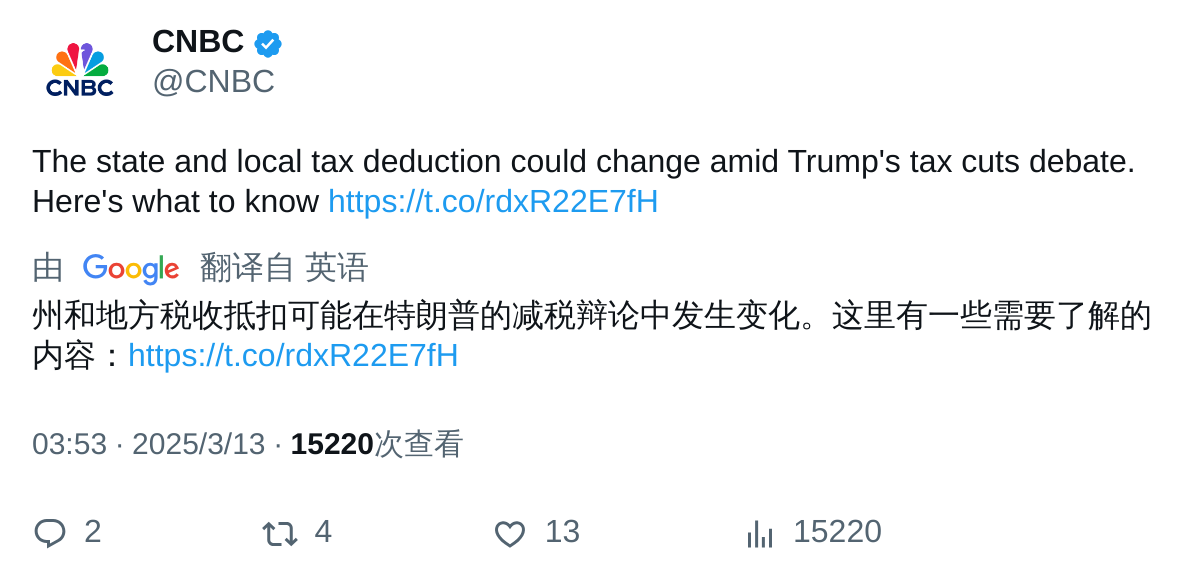 CNBC
CNBC
@CNBC
The state and local tax deduction could change amid Trump's tax cuts debate.
Here's what to know https://t.co/rdxR22E7fH
由 Google 翻译自 英语
州和地方税收抵扣可能在特朗普的减税辩论中发生变化。这里有一些需要了解的
内容：https://t.co/rdxR22E7fH
03:53 · 2025/3/13 · 15220次查看
2 4 13 15220